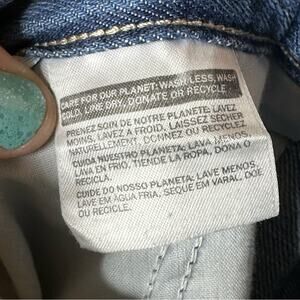 CARE FOR OUR PLANET: WASH LESS, WASH
COLD, LINE DRY, DONATE OR RECYCLE.
PRENEZ SOIN DE NOTRE PLANÈTE: LAVEZ
MOINS, LAVEZ À FROID, LAISSEZ SÉCHER
NATURELLEMENT, DONNEZ OU RECYCLEZ.
CUIDA NUESTRO PLANETA: LAVA MENOS,
LAVA EN FRIO, TIENDE LA ROPA, DONA O
RECICLA.
CUIDE DO NOSSO PLANETA: LAVE MENOS,
LAVE EM ÁGUA FRIA, SEQUE EM VARAL, DOE
OU RECICLE.